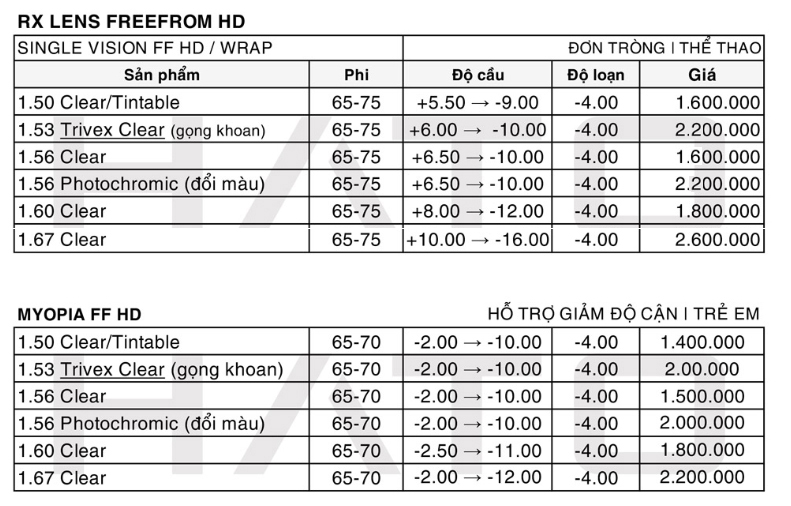 RX LENS FREEFROM HD
SINGLE VISION FF HD / WRAP ĐƠN TRÒNG | THỂ THAO
Sản phẩm Phi Độ cầu Độ loạn Giá
1.50 Clear/Tintable 65-75 +5.50 → -9.00 -4.00 1.600.000
1.53 Trivex Clear (gọng khoan) 65-75 +6.00 → -10.00 -4.00 2.200.000
1.56 Clear 65-75 +6.50 → -10.00 -4.00 1.600.000
1.56 Photochromic (đổi màu) 65-75 +6.50 → -10.00 -4.00 2.200.000
1.60 Clear 65-75 +8.00 → -12.00 -4.00 1.800.000
1.67 Clear 65-75 +10.00 → -16.00 -4.00 2.600.000
MYOPIA FF HD HỖ TRỢ GIẢM ĐỘ CẬN | TRẺ EM
1.50 Clear/Tintable 65-70 -2.00 → -10.00 -4.00 1.400.000
1.53 Trivex Clear (gọng khoan) 65-70 -2.00 → -10.00 -4.00 2.00.000
1.56 Clear 65-70 -2.00 → -10.00 -4.00 1.500.000
1.56 Photochromic (đổi màu) 65-70 -2.00 → -10.00 -4.00 2.000.000
1.60 Clear 65-70 -2.50 → -11.00 -4.00 1.800.000
1.67 Clear 65-70 -2.00 → -12.00 -4.00 2.200.000
HATO
HATO